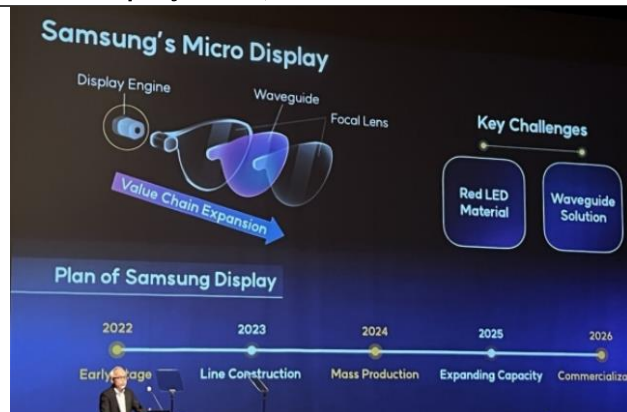 Samsung's Micro Display
Display Engine
Waveguide
Focal Lens
Value Chain Expansion
Key Challenges
Red LED
Material
Waveguide
Solution
Plan of Samsung Display
2022
2023
2024
2025
2026
Line Construction
Mass Production
Expanding Capacity